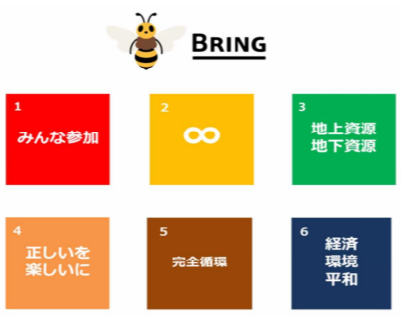 BRING
1
みんな参加
2
∞
3
地上資源
地下資源
4
正しいを
楽しいに
5
完全循環
6
経済
環境
平和